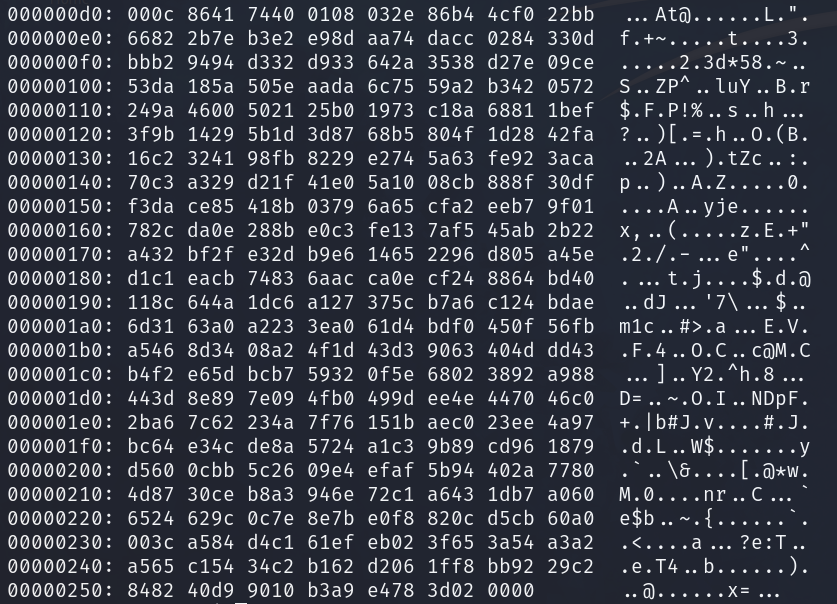 000000d0: 000c 8641 7440 0108 032e 86b4 4cf0 22bb  ...At@......L.".
000000e0: 6682 2b7e b3e2 e98d aa74 dacc 0284 330d  f.+~.....t....3.
000000f0: bbb2 9494 d332 d933 642a 3538 d27e 09ce  .....2.3d*58.~..
00000100: 53da 185a 505e aada 6c75 59a2 b342 0572  S..ZP^..luY..B.r
00000110: 249a 4600 5021 25b0 1973 c18a 6881 1bef  $.F.P!%..s..h...
00000120: 3f9b 1429 5b1d 3d87 68b5 804f 1d28 42fa  ?..)[.=.h..O.(B.
00000130: 16c2 3241 98fb 8229 e274 5a63 fe92 3aca  ..2A...).tZc..:.
00000140: 70c3 a329 d21f 41e0 5a10 08cb 888f 30df  p..)..A.Z.....0.
00000150: f3da ce85 418b 0379 6a65 cfa2 eeb7 9f01  ....A..yje......
00000160: 782c da0e 288b e0c3 fe13 7af5 45ab 2b22  x,..(.....z.E.+"
00000170: a432 bf2f e32d b9e6 1465 2296 d805 a45e  .2./.-...e"....^
00000180: d1c1 eacb 7483 6aac ca0e cf24 8864 bd40  ....t.j....$.d.@
00000190: 118c 644a 1dc6 a127 375c b7a6 c124 bdae  ..dJ...'7\...$..
000001a0: 6d31 63a0 a223 3ea0 61d4 bdf0 450f 56fb  m1c..#>.a...E.V.
000001b0: a546 8d34 08a2 4f1d 43d3 9063 404d dd43  .F.4..O.C..c@M.C
000001c0: b4f2 e65d bcb7 5932 0f5e 6802 3892 a988  ...]..Y2.^h.8...
000001d0: 443d 8e89 7e09 4fb0 499d ee4e 4470 46c0  D=..~.O.I..NDpF.
000001e0: 2ba6 7c62 234a 7f76 151b aec0 23ee 4a97  +.|b#J.v....#.J.
000001f0: bc64 e34c de8a 5724 a1c3 9b89 cd96 1879  .d.L..W$.......y
00000200: d560 0cbb 5c26 09e4 efaf 5b94 402a 7780  .`..\&....[.@*w.
00000210: 4d87 30ce b8a3 946e 72c1 a643 1db7 a060  M.0....nr..C...`
00000220: 6524 629c 0c7e 8e7b e0f8 820c d5cb 60a0  e$b..~.{......`.
00000230: 003c a584 d4c1 61ef eb02 3f65 3a54 a3a2  .<....a...?e:T..
00000240: a565 c154 34c2 b162 d206 1ff8 bb92 29c2  .e.T4..b......).
00000250: 8482 40d9 9010 b3a9 e478 3d02 0000  ..@......x=...